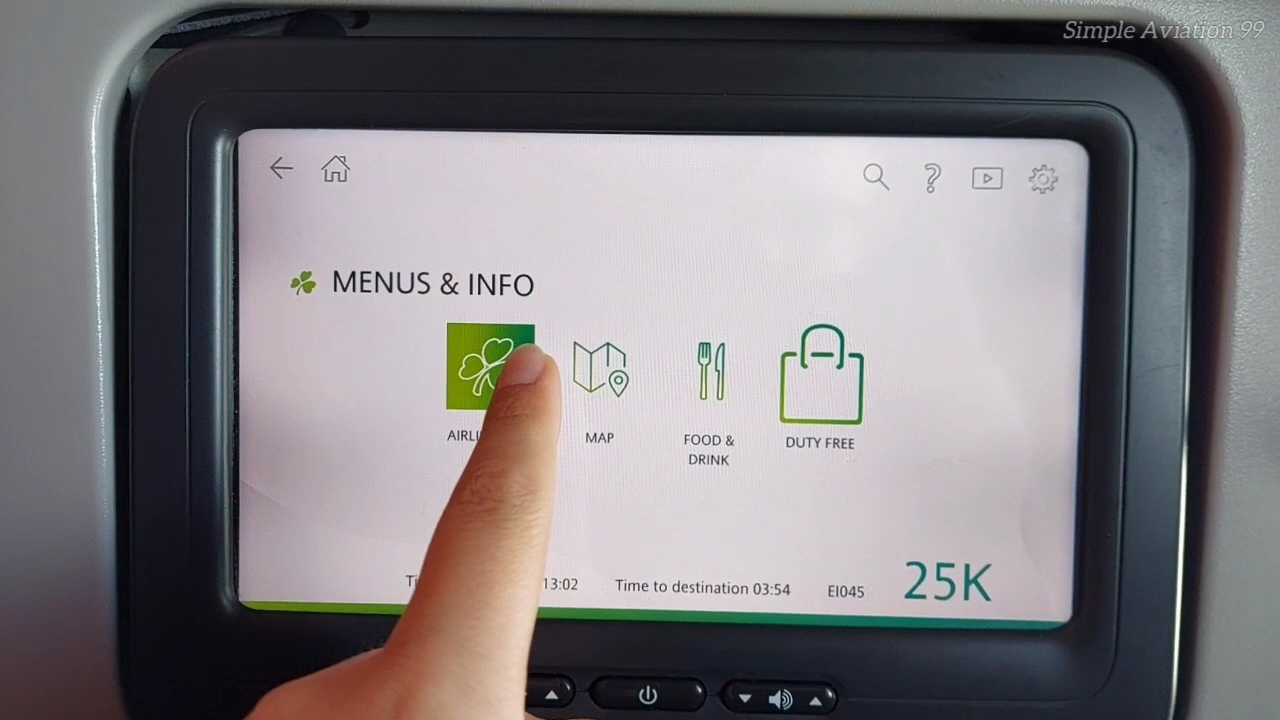 Simple Aviation 99
MENUS & INFO
MAP
FOOD &
DRINK
DUTY FREE
13:02
Time to destination 03:54
EI045
25K